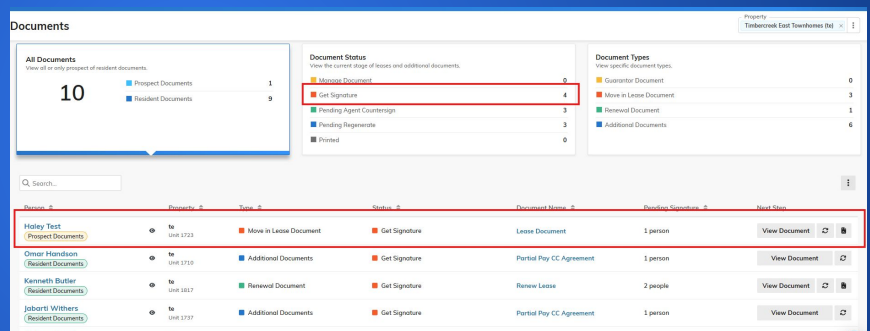 Documents
Property
Timbercreek East Townhomes (te)
All Documents
View all or only prospect of resident documents.
10
Prospect Documents 1
Resident Documents 9
Document Status
View the current stage of leases and additional documents.
Manage Document 0
Get Signature 4
Pending Agent Countersign 3
Pending Regenerate 3
Printed 0
Document Types
View specific document types.
Guarantor Document 0
Move in Lease Document 3
Renewal Document 1
Additional Documents 6
Search...
Person Property Type Status Document Name Pending Signature Next Step
Haley Test te Move in Lease Document Get Signature Lease Document 1 person View Document
Prospect Documents Unit 1723
Omar Handson te Additional Documents Get Signature Partial Pay CC Agreement 1 person View Document
Resident Documents Unit 1710
Kenneth Butler te Renewal Document Get Signature Renew Lease 2 people View Document
Resident Documents Unit 1817
Jabarti Withers te Additional Documents Get Signature Partial Pay CC Agreement 1 person View Document
Resident Documents Unit 1737